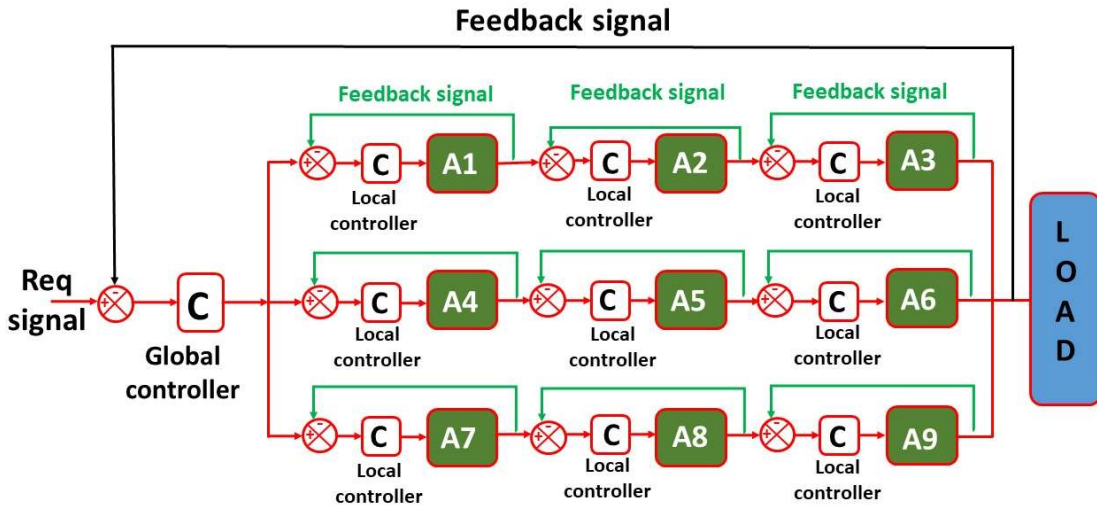 Feedback signal
Feedback signal
Feedback signal
Feedback signal
+ -
C
A1
+ -
C
A2
+ -
C
A3
Local
controller
Local
controller
Local
controller
Req
signal
+ -
C
Global
controller
+ -
C
A4
+ -
C
A5
+ -
C
A6
Local
controller
Local
controller
Local
controller
+ -
C
A7
+ -
C
A8
+ -
C
A9
Local
controller
Local
controller
Local
controller
L
O
A
D